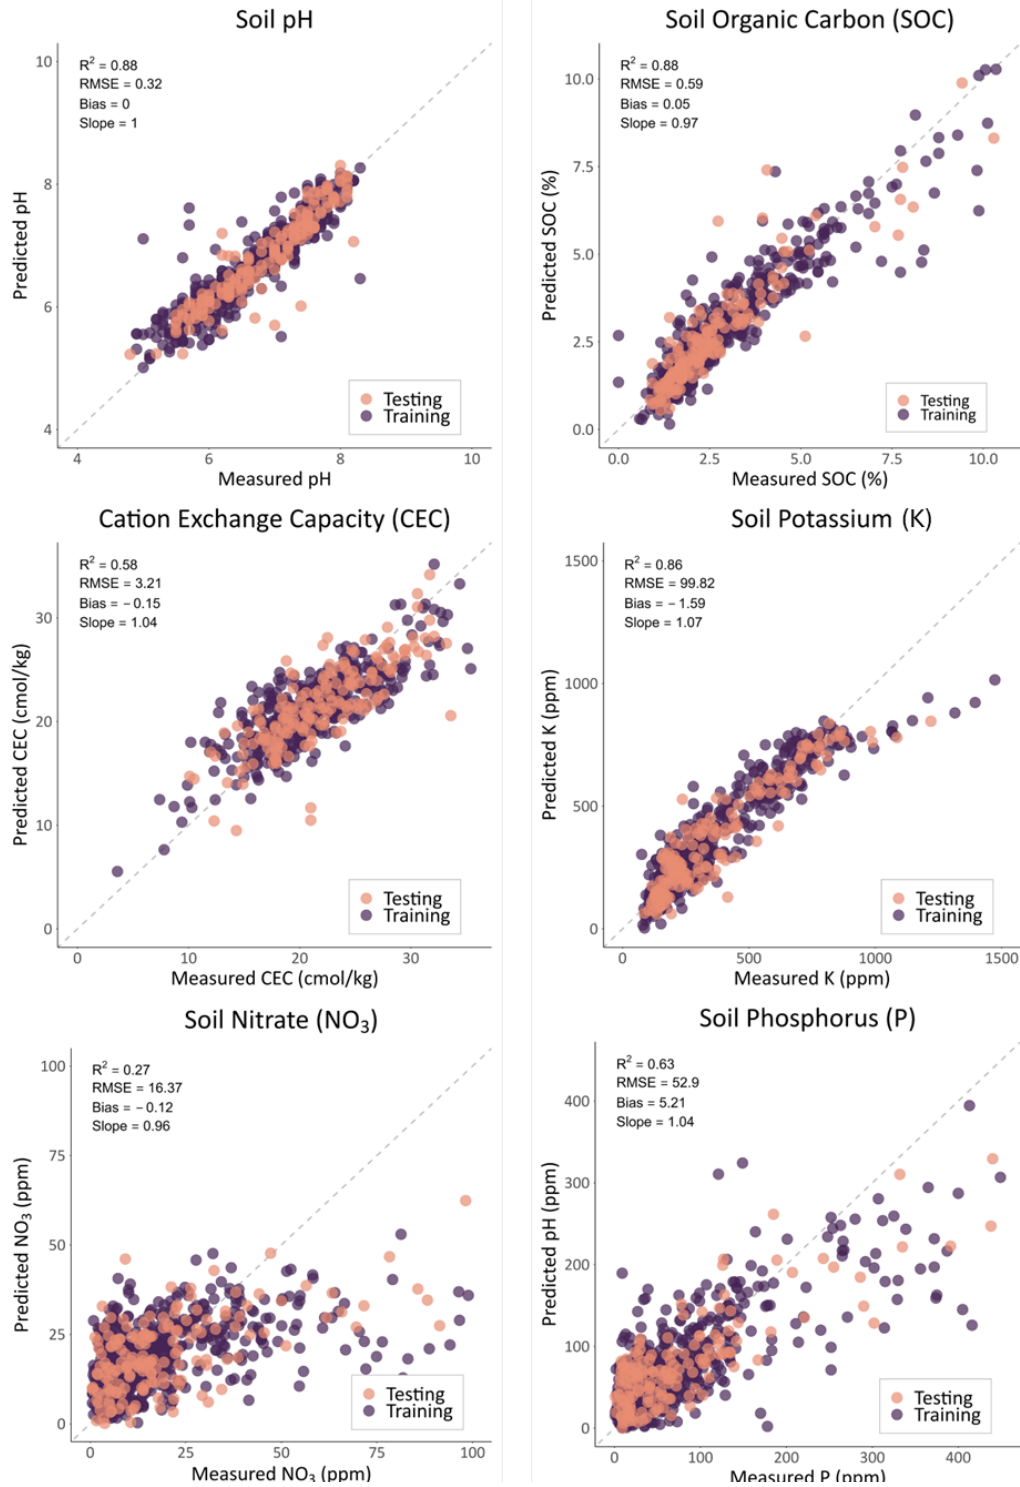 Soil pH
R² = 0.88
RMSE = 0.32
Bias = 0
Slope = 1
Predicted pH
10
8
6
4
4 6 8 10
Measured pH
Testing
Training
Soil Organic Carbon (SOC)
R² = 0.88
RMSE = 0.59
Bias = 0.05
Slope = 0.97
Predicted SOC (%)
10.0
7.5
5.0
2.5
0.0
0.0 2.5 5.0 7.5 10.0
Measured SOC (%)
Testing
Training
Cation Exchange Capacity (CEC)
R² = 0.58
RMSE = 3.21
Bias = − 0.15
Slope = 1.04
Predicted CEC (cmol/kg)
30
20
10
0
0 10 20 30
Measured CEC (cmol/kg)
Testing
Training
Soil Potassium (K)
R² = 0.86
RMSE = 99.82
Bias = − 1.59
Slope = 1.07
Predicted K (ppm)
1500
1000
500
0
0 500 1000 1500
Measured K (ppm)
Testing
Training
Soil Nitrate (NO₃)
R² = 0.27
RMSE = 16.37
Bias = − 0.12
Slope = 0.96
Predicted NO₃ (ppm)
100
75
50
25
0
0 25 50 75 100
Measured NO₃ (ppm)
Testing
Training
Soil Phosphorus (P)
R² = 0.63
RMSE = 52.9
Bias = 5.21
Slope = 1.04
Predicted pH (ppm)
400
300
200
100
0
0 100 200 300 400
Measured P (ppm)
Testing
Training